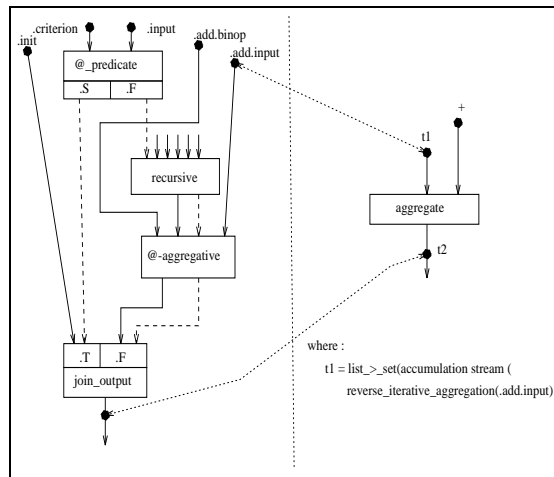 .criterion
.input
.init
.add.binop
.add.input
@_predicate
.S
.F
+
t1
recursive
aggregate
@-aggregative
t2
.T
.F
join_output
where :
t1 = list_>_set(accumulation stream (
reverse_iterative_aggregation(.add.input)